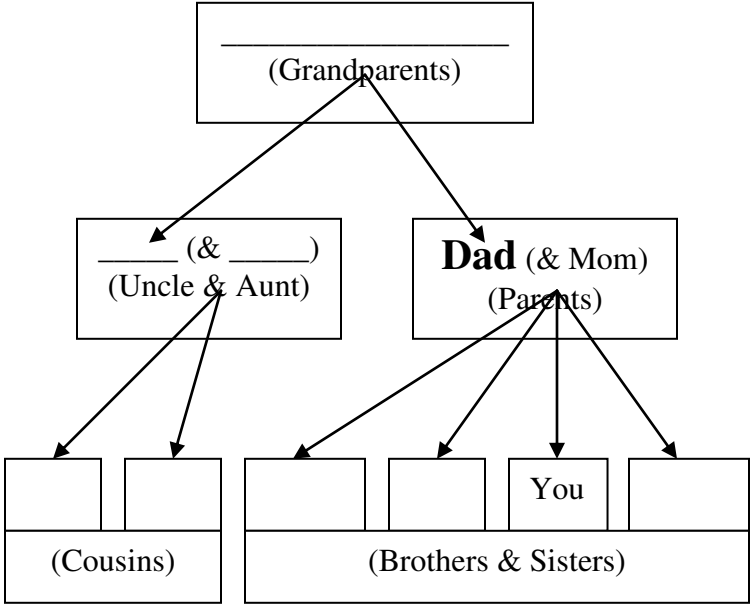 __________________
(Grandparents)
_____ (& _____)
(Uncle & Aunt)
Dad (& Mom)
(Parents)
You
(Cousins)
(Brothers & Sisters)